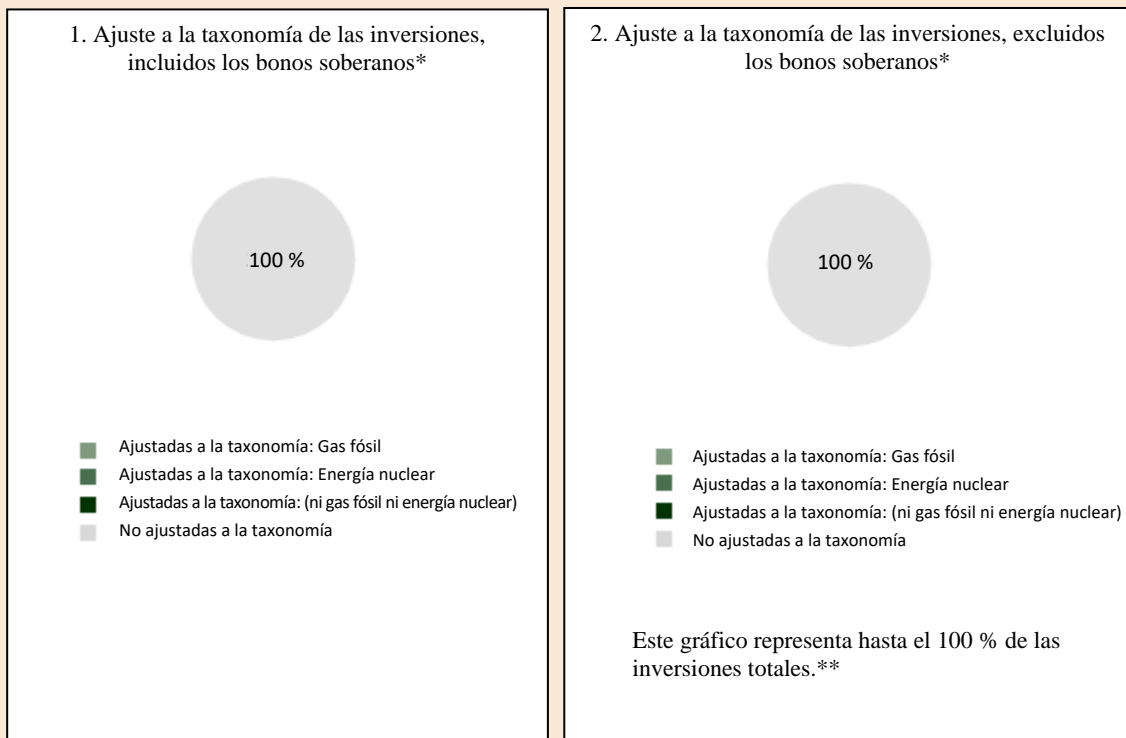 1. Ajuste a la taxonomía de las inversiones,
incluidos los bonos soberanos*
100 %
Ajustadas a la taxonomía: Gas fósil
Ajustadas a la taxonomía: Energía nuclear
Ajustadas a la taxonomía: (ni gas fósil ni energía nuclear)
No ajustadas a la taxonomía
2. Ajuste a la taxonomía de las inversiones, excluidos
los bonos soberanos*
100 %
Ajustadas a la taxonomía: Gas fósil
Ajustadas a la taxonomía: Energía nuclear
Ajustadas a la taxonomía: (ni gas fósil ni energía nuclear)
No ajustadas a la taxonomía
Este gráfico representa hasta el 100 % de las
inversiones totales.**